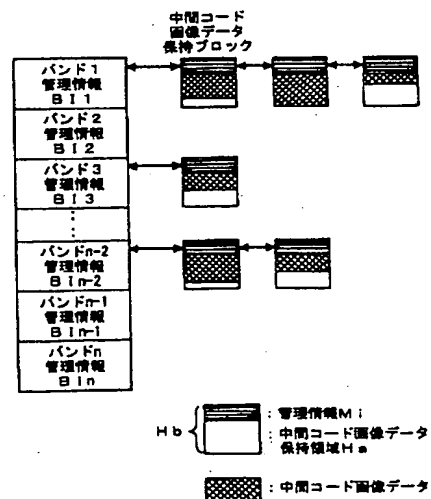 中間コード
画像データ
保持ブロック
バンド1
管理情報
BI1
バンド2
管理情報
BI2
バンド3
管理情報
BI3
バンドn-2
管理情報
BIn-2
バンドn-1
管理情報
BIn-1
バンドn
管理情報
BIn
Hb
:管理情報Mi
:中間コード画像データ
保持領域Ha
:中間コード画像データ